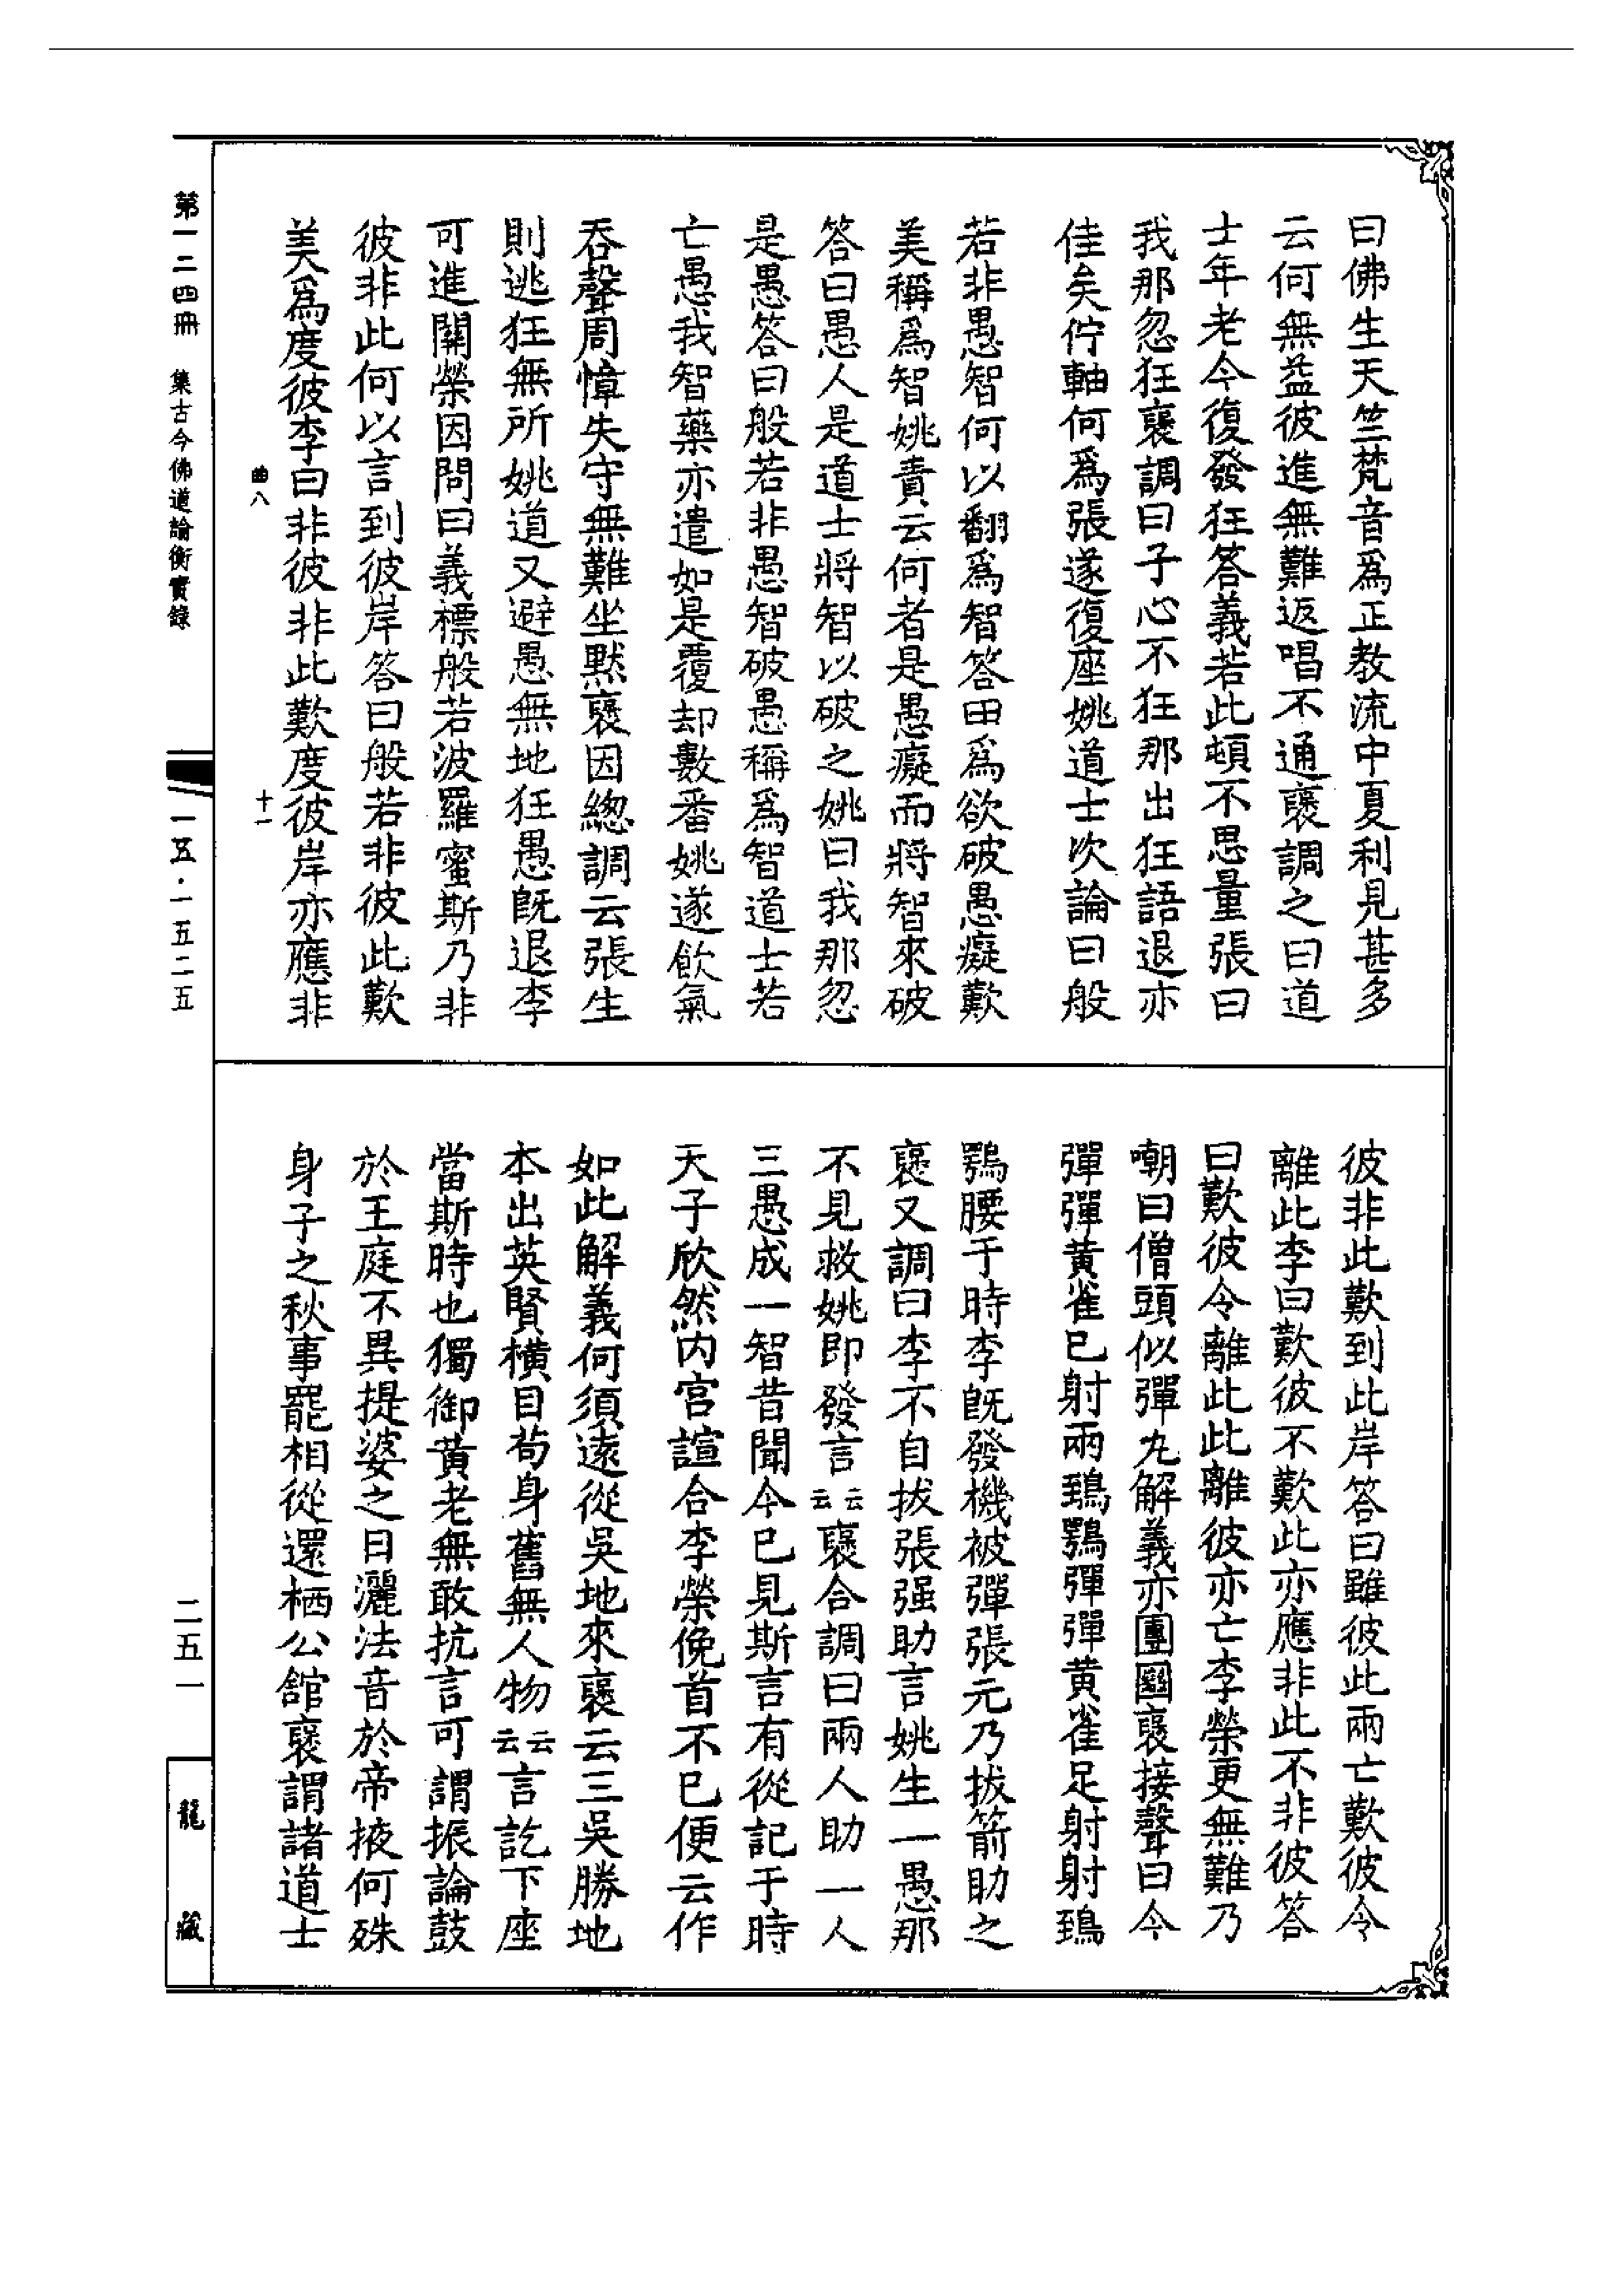 曰佛生天竺梵音爲正教流中夏利見甚多
云何無益彼進無難返唱不通褒調之曰道
士年老今復發狂答義若此頓不思量張曰
我那忽狂褒調曰子心不狂那出狂語退亦
佳矣佇軸何爲張遂復座姚道士次論曰般
若非愚智何以翻爲智答曰爲欲破愚癡歎
美稱爲智姚責云何者是愚癡而將智來破
答曰愚人是道士將智以破之姚曰我那忽
是愚答曰般若非愚智破愚稱爲智道士若
亡愚我智藥亦遣如是覆却數番姚遂飲氣
吞聲周慞失守無難坐默褒因總調云張生
則逃狂無所姚道又避愚無地狂愚既退李
可進關榮因問曰義標般若波羅蜜斯乃非
彼非此何以言到彼岸答曰般若非彼此歎
美爲度彼李曰非彼非此歎度彼岸亦應非
曲八 十一
彼非此歎到此岸答曰雖彼此兩亡歎彼令
離此李曰歎彼不歎此亦應非此不非彼答
曰歎彼令離此此離彼亦亡李榮更無難乃
嘲曰僧頭似彈丸解義亦團圞褒接聲曰今
彈彈黃雀已射兩鵄鶚彈彈黃雀足射射鵄
鶚腰于時李既發機被彈張元乃拔箭助之
褒又調曰李不自拔張强助言姚生一愚那
不見救姚即發言云云褒合調曰兩人助一人
三愚成一智昔聞今已見斯言有從記于時
天子欣然内宮諠合李榮俛首不已便云作
如此解義何須遠從吳地來褒云三吳勝地
本出英賢橫目苟身舊無人物云云言訖下座
當斯時也獨御黃老無敢抗言可謂振論鼓
於王庭不異提婆之日灑法音於帝掖何殊
身子之秋事罷相從還栖公舘褒謂諸道士
第一二四冊 集古今佛道論衡實錄
一五·一五二五
二五一
龍藏